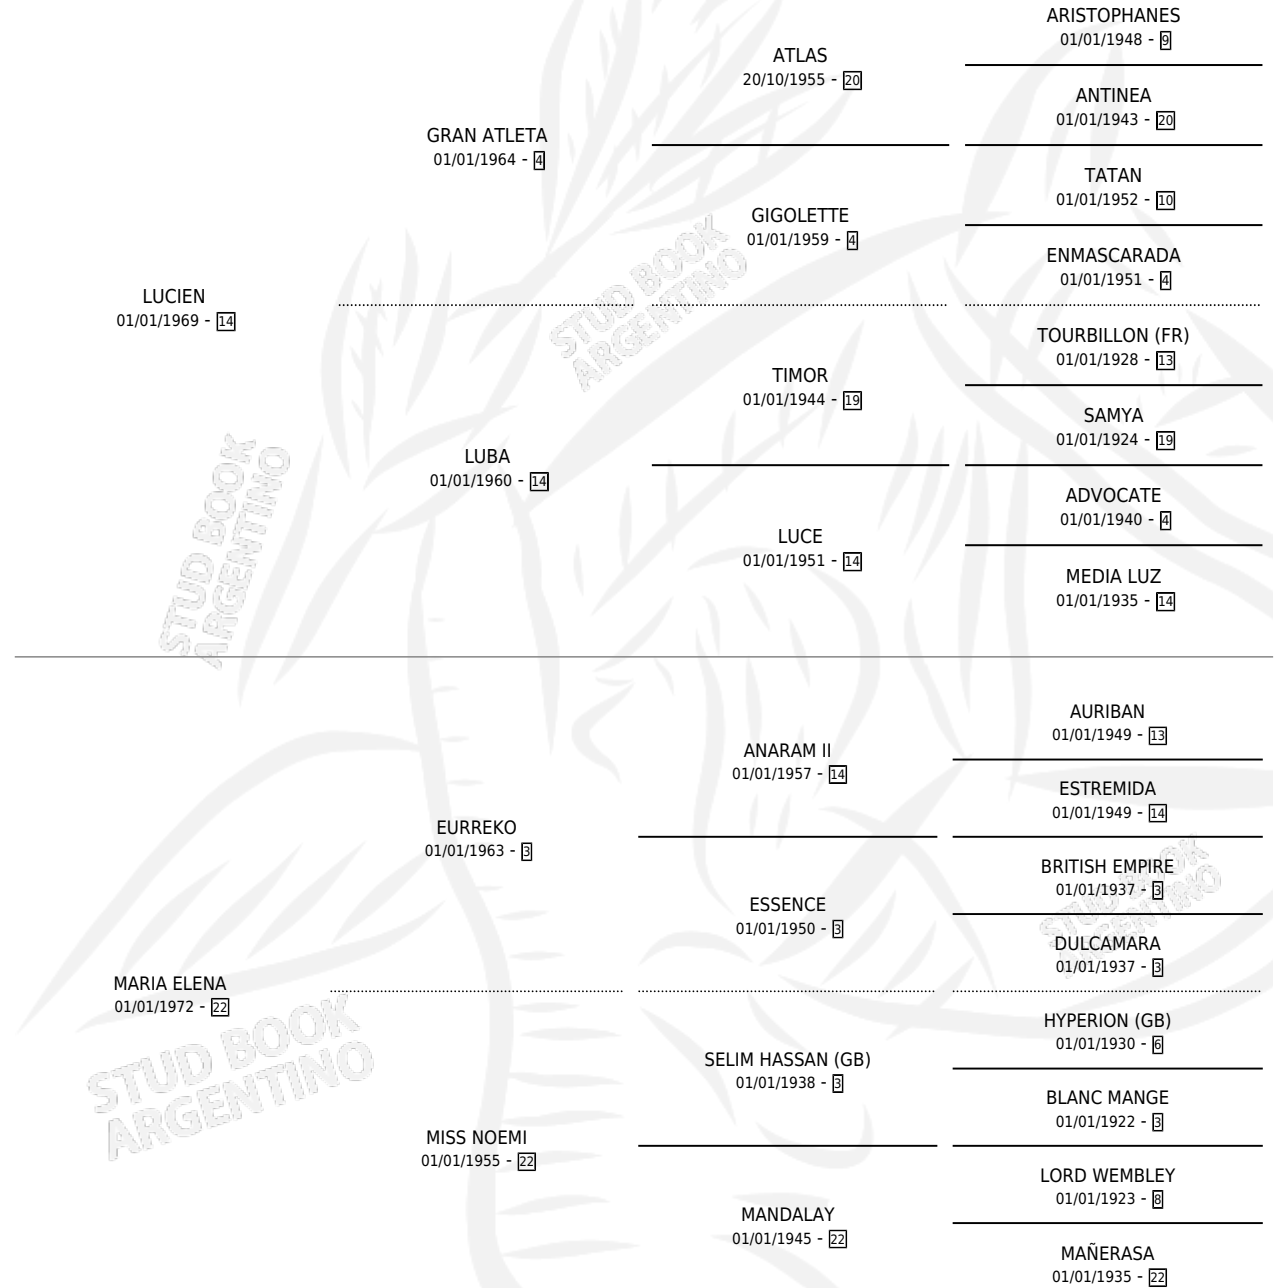 ARISTOPHANES
01/01/1948 - 9
ATLAS
20/10/1955 - 20
ANTINEA
01/01/1943 - 20
GRAN ATLETA
01/01/1964 - 4
TATAN
01/01/1952 - 10
GIGOLETTE
01/01/1959 - 4
ENMASCARADA
01/01/1951 - 4
LUCIEN
01/01/1969 - 14
STUD BOOK
ARGENTINO
TOURBILLON (FR)
01/01/1928 - 13
TIMOR
01/01/1944 - 19
SAMYA
01/01/1924 - 19
LUBA
01/01/1960 - 14
ADVOCATE
01/01/1940 - 4
LUCE
01/01/1951 - 14
MEDIA LUZ
01/01/1935 - 14
STUD BOOK
ARGENTINO
AURIBAN
01/01/1949 - 13
ANARAM II
01/01/1957 - 14
ESTREMIDA
01/01/1949 - 14
EURREKO
01/01/1963 - 3
BRITISH EMPIRE
01/01/1937 - 3
ESSENCE
01/01/1950 - 3
DULCAMARA
01/01/1937 - 3
STUD BOOK
ARGENTINO
MARIA ELENA
01/01/1972 - 22
HYPERION (GB)
01/01/1930 - 6
SELIM HASSAN (GB)
01/01/1938 - 3
BLANC MANGE
01/01/1922 - 3
STUD BOOK
ARGENTINO
MISS NOEMI
01/01/1955 - 22
LORD WEMBLEY
01/01/1923 - 8
MANDALAY
01/01/1945 - 22
MAÑERASA
01/01/1935 - 22